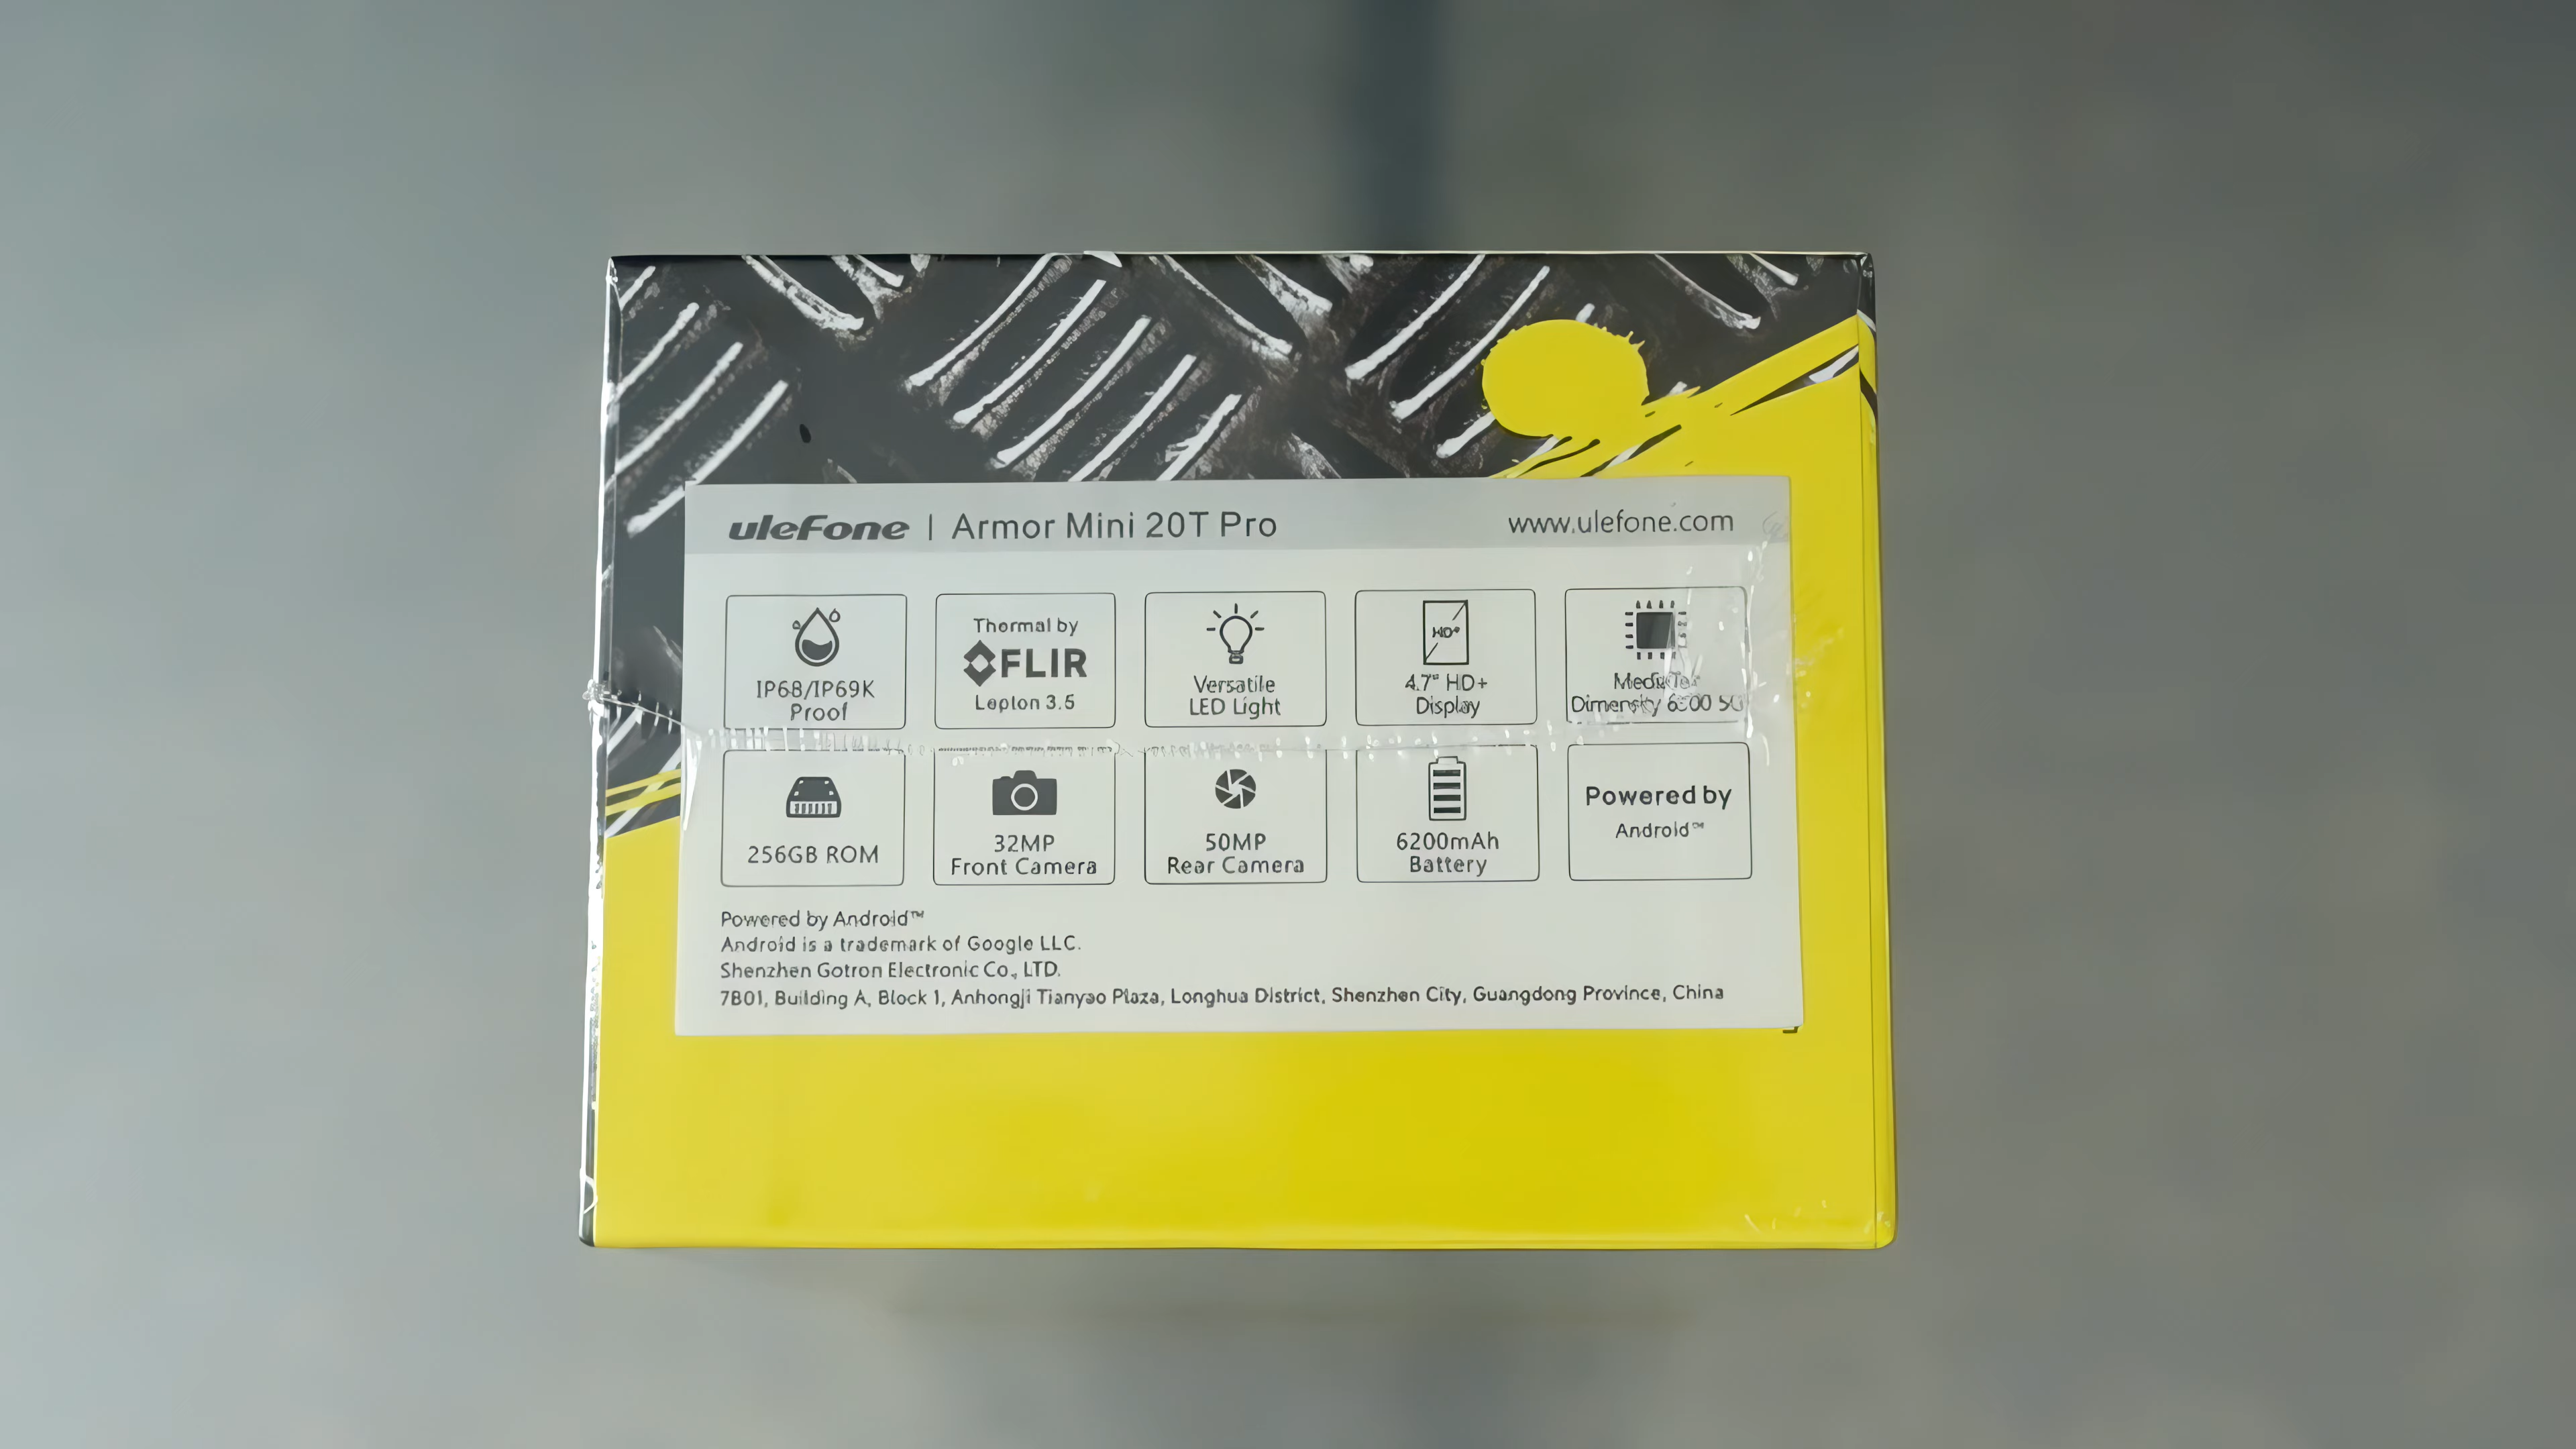 uleFone | Armor Mini 20T Pro
www.ulefone.com
IP68/IP69K
Proof
Thermal by
FLIR
Lepton 3.5
Versatile
LED Light
HD+
4.7" HD+
Display
Dimensity 5G
256GB ROM
32MP
Front Camera
50MP
Rear Camera
6200mAh
Battery
Powered by
Android™
Powered by Android™
Android is a trademark of Google LLC.
Shenzhen Gotron Electronic Co., LTD.
7B01, Building A, Block 1, Anhongji Tianyao Plaza, Longhua District, Shenzhen City, Guangdong Province, China